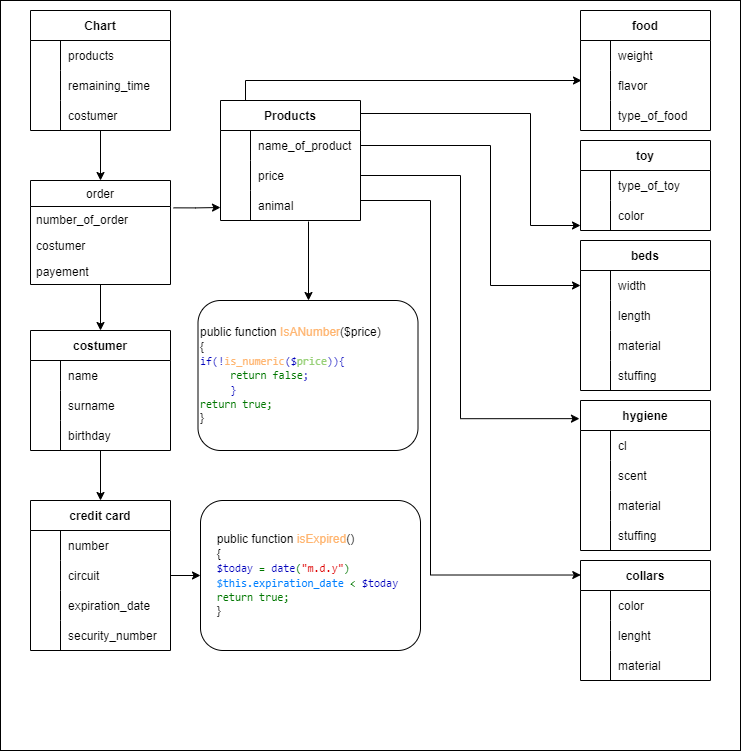 Chart
products
remaining_time
costumer
order
number_of_order
costumer
payement
costumer
name
surname
birthday
credit card
number
circuit
expiration_date
security_number
Products
name_of_product
price
animal
public function IsANumber($price)
{
if(!is_numeric($price)){
return false;
}
return true;
}
public function isExpired()
{
$today = date("m.d.y")
$this.expiration_date < $today
return true;
}
food
weight
flavor
type_of_food
toy
type_of_toy
color
beds
width
length
material
stuffing
hygiene
cl
scent
material
stuffing
collars
color
lenght
material